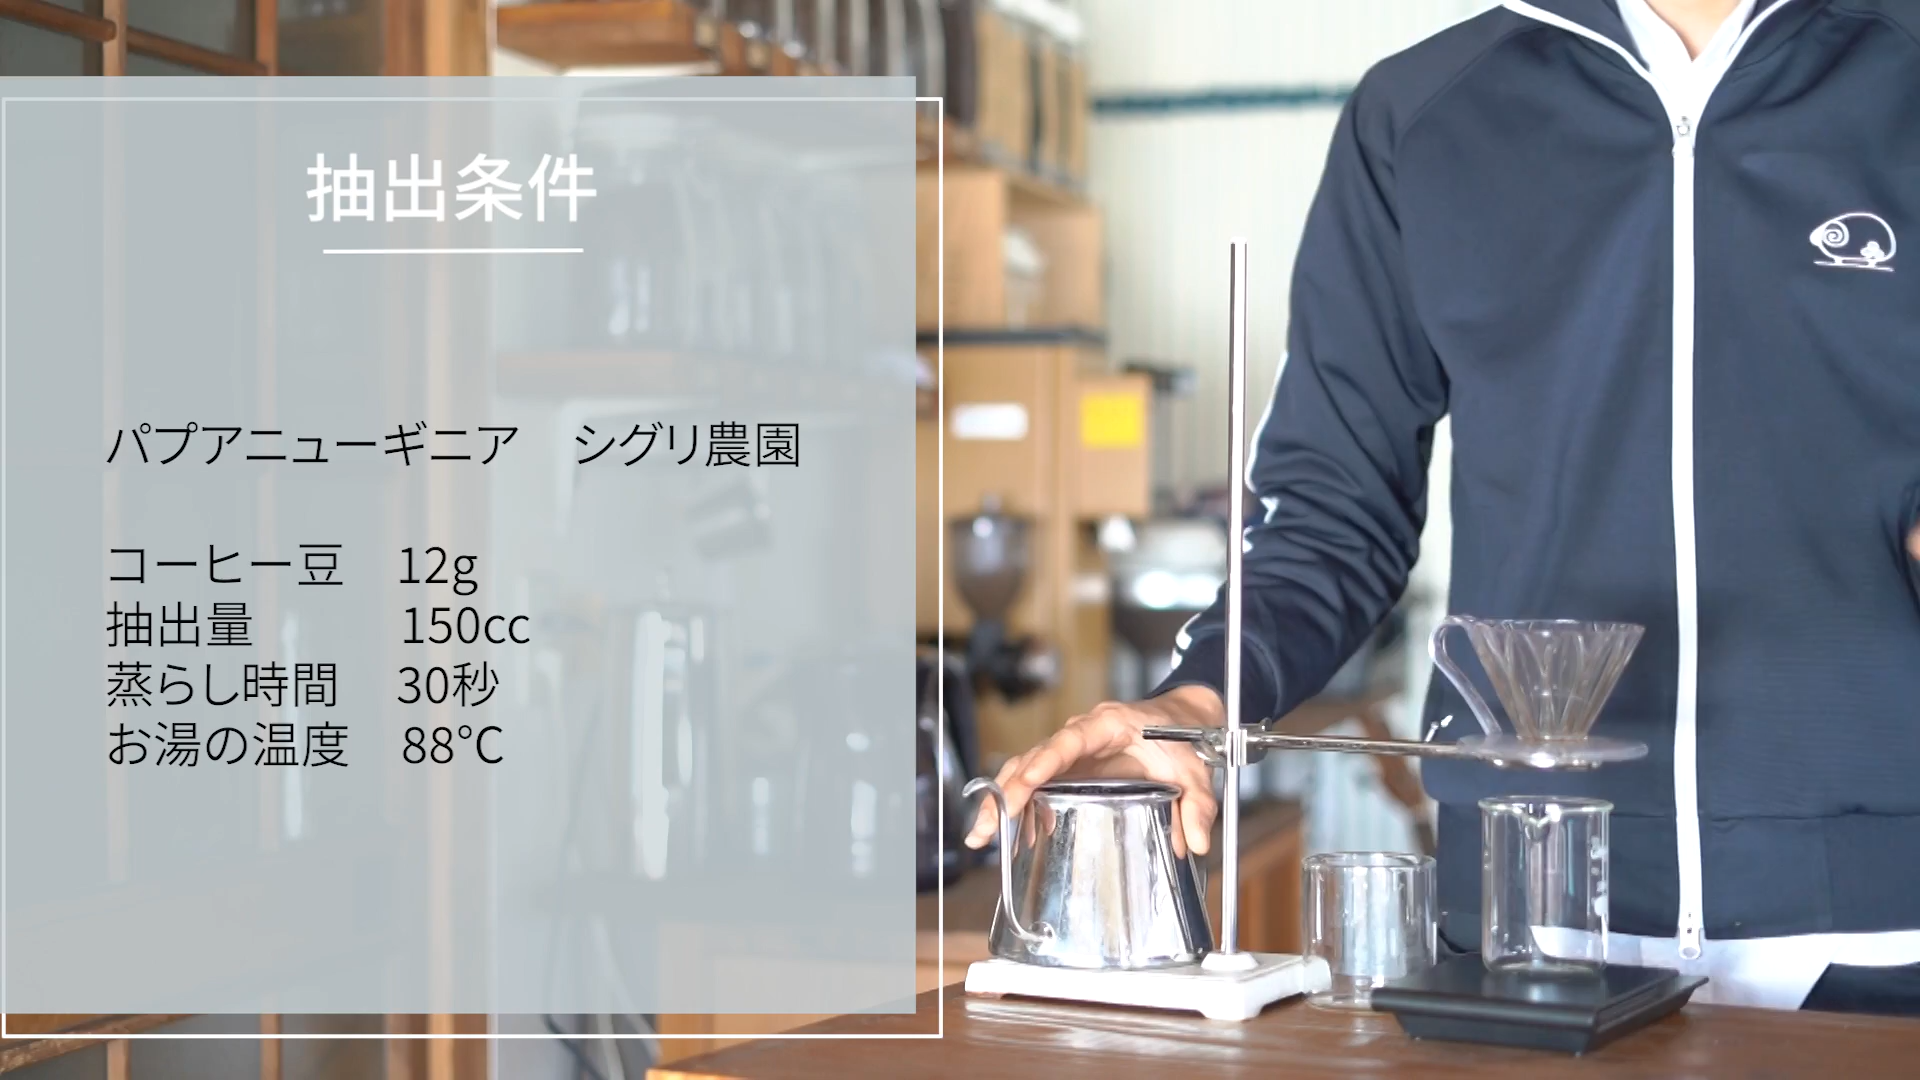 抽出条件
パプアニューギニア　シグリ農園
コーヒー豆　12g
抽出量　　　150cc
蒸らし時間　30秒
お湯の温度　88℃